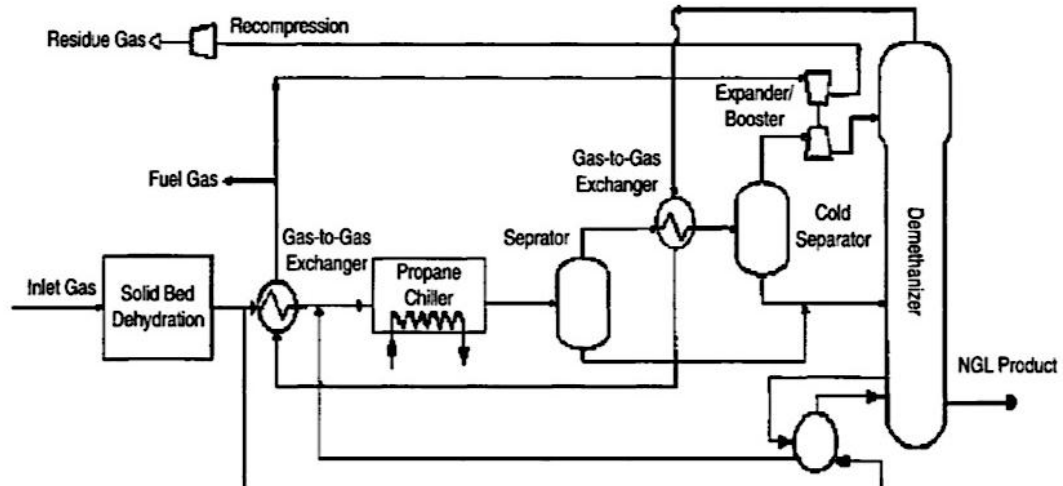 Recompression
Residue Gas
Expander/
Booster
Fuel Gas
Gas-to-Gas
Exchanger
Gas-to-Gas
Exchanger
Seprator
Cold
Separator
Demethanizer
Inlet Gas
Solid Bed
Dehydration
Propane
Chiller
NGL Product